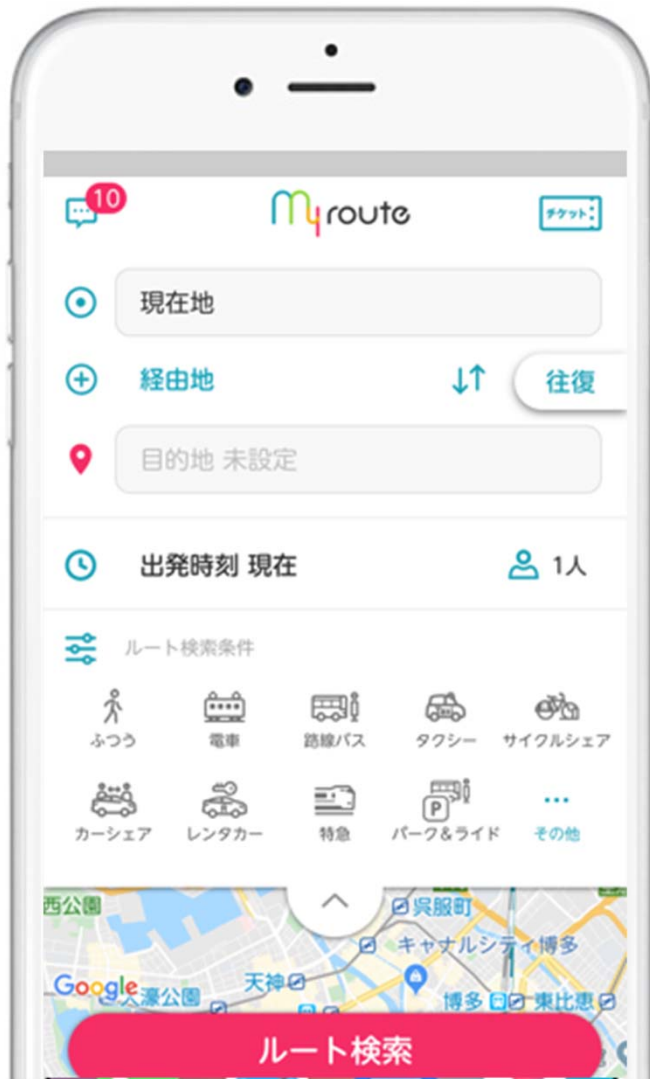 10
my route
チケット
現在地
経由地
往復
目的地 未設定
出発時刻 現在
1人
ルート検索条件
ふつう
電車
路線バス
タクシー
サイクルシェア
カーシェア
レンタカー
特急
P
パーク&ライド
その他
西公園
呉服町
キャナルシティ博多
Google
大濠公園
天神
博多
東比恵
ルート検索